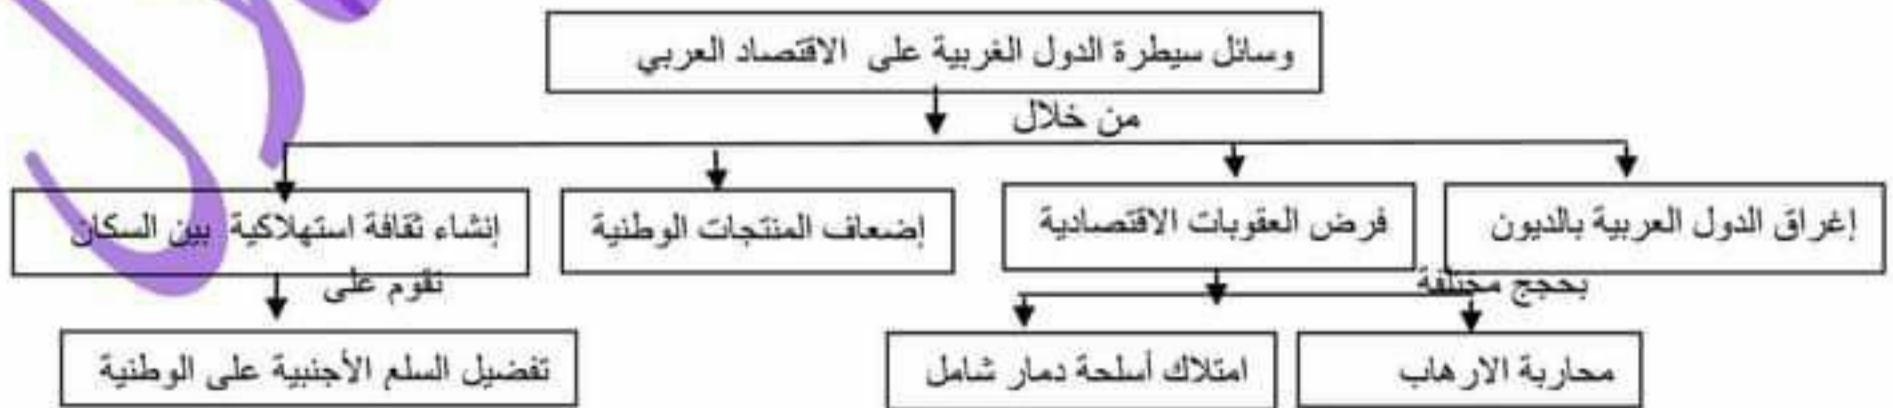 وسائل سيطرة الدول الغربية على الاقتصاد العربي
من خلال
إغراق الدول العربية بالديون
فرض العقوبات الاقتصادية
إضعاف المنتجات الوطنية
إنشاء ثقافة استهلاكية بين السكان
بحجج مختلفة
تقوم على
محاربة الارهاب
امتلاك أسلحة دمار شامل
تفضيل السلع الأجنبية على الوطنية